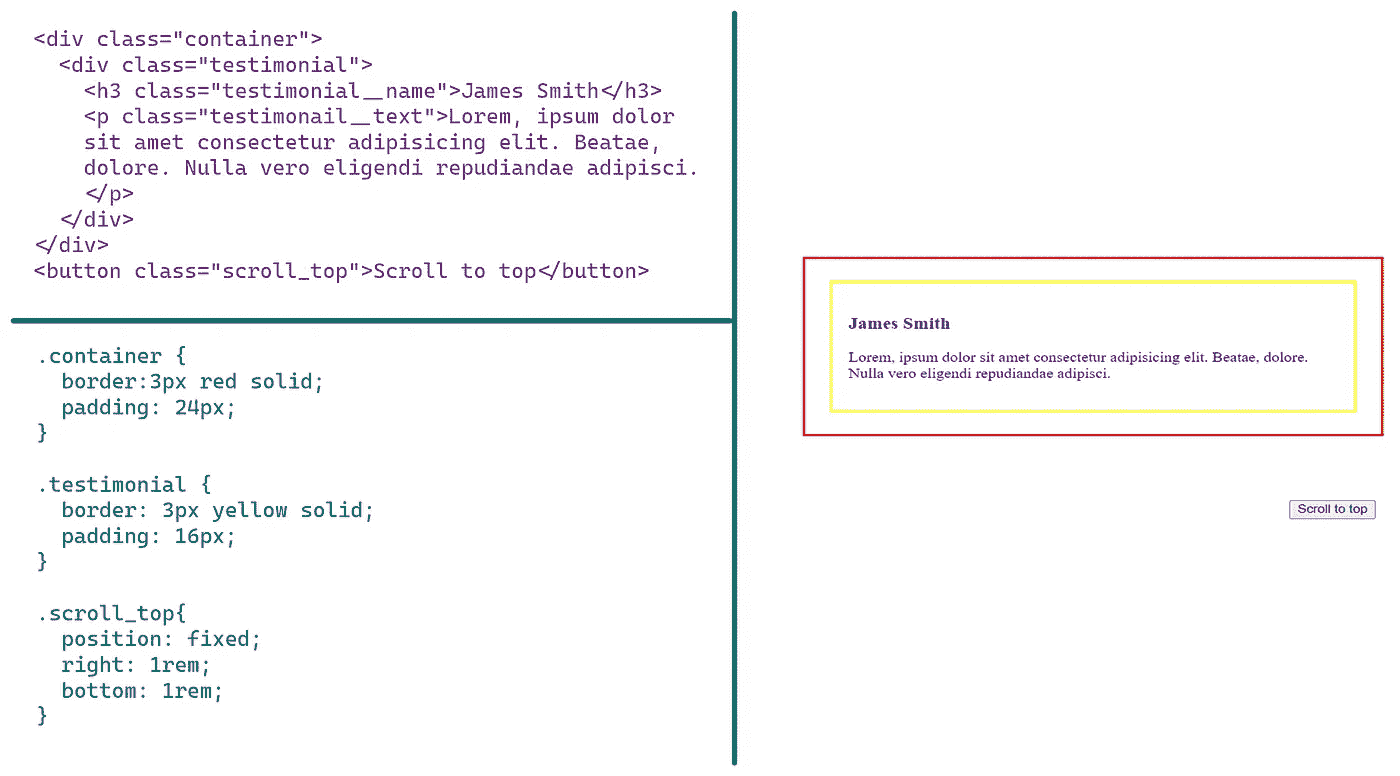 <div class="container">
  <div class="testimonial">
    <h3 class="testimonial__name">James Smith</h3>
    <p class="testimonail__text">Lorem, ipsum dolor
    sit amet consectetur adipisicing elit. Beatae,
    dolore. Nulla vero eligendi repudiandae adipisci.
    </p>
  </div>
</div>
<button class="scroll_top">Scroll to top</button>
.container {
  border:3px red solid;
  padding: 24px;
}
.testimonial {
  border: 3px yellow solid;
  padding: 16px;
}
.scroll_top{
  position: fixed;
  right: 1rem;
  bottom: 1rem;
}
James Smith
Lorem, ipsum dolor sit amet consectetur adipisicing elit. Beatae, dolore.
Nulla vero eligendi repudiandae adipisci.
Scroll to top